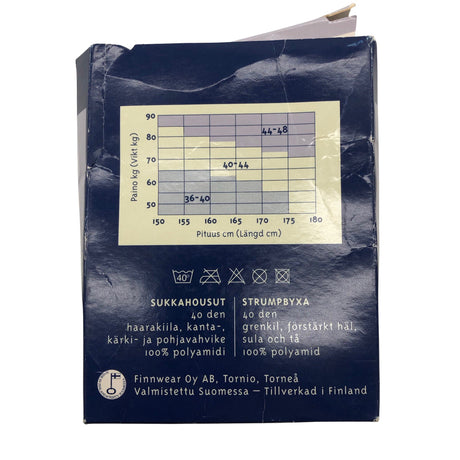 Paino kg (Vikt kg)
90
80
70
60
50
44-48
40-44
36-40
150 155 160 165 170 175 180
Pituus cm (Längd cm)
40°
SUKKAHOUSUT
40 den
haarakiila, kanta-,
kärki- ja pohjavahvike
100% polyamidi
STRUMPBYXA
40 den
grenkil, förstärkt häl,
sula och tå
100% polyamid
Finnwear Oy AB, Tornio, Torneå
Valmistettu Suomessa – Tillverkad i Finland